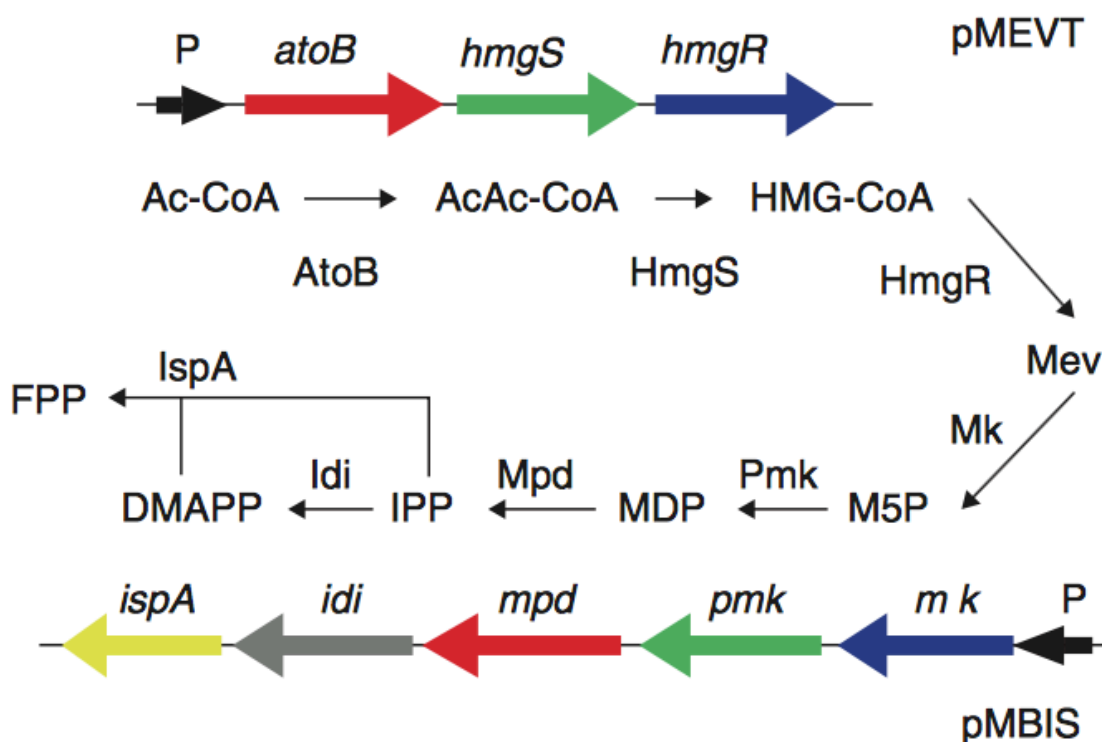 P atoB hmgS hmgR pMEVT
Ac-CoA AcAc-CoA HMG-CoA
AtoB HmgS HmgR
Mev
IspA
FPP
Mk
Idi Mpd Pmk
DMAPP IPP MDP M5P
ispA idi mpd pmk m k P
pMBIS